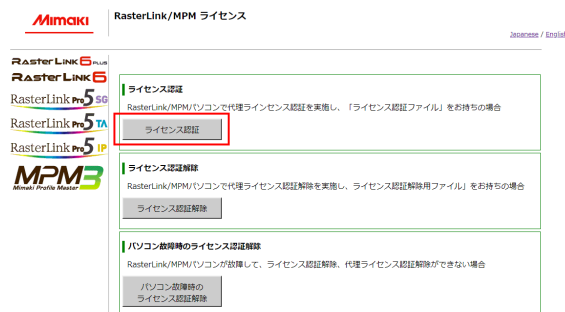 Mimaki
RasterLink/MPM ライセンス
Japanese / English
RasterLink6PLUS
RasterLink6
RasterLink Pro5 SG
RasterLink Pro5 TA
RasterLink Pro5 IP
MPM3
Mimaki Profile Master
ライセンス認証
RasterLink/MPMパソコンで代理ラインセンス認証を実施し、「ライセンス認証ファイル」をお持ちの場合
ライセンス認証
ライセンス認証解除
RasterLink/MPMパソコンで代理ライセンス認証解除を実施し、ライセンス認証解除用ファイル」をお持ちの場合
ライセンス認証解除
パソコン故障時のライセンス認証解除
RasterLink/MPMパソコンが故障して、ライセンス認証解除、代理ライセンス認証解除ができない場合
パソコン故障時の
ライセンス認証解除